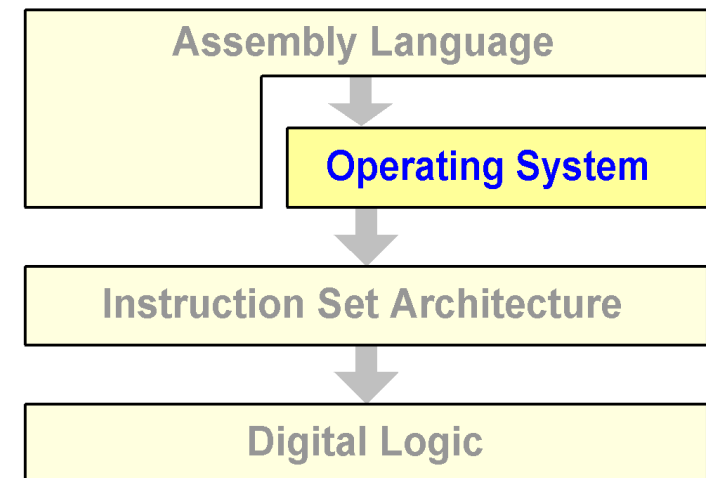 Assembly Language
Operating System
Instruction Set Architecture
Digital Logic